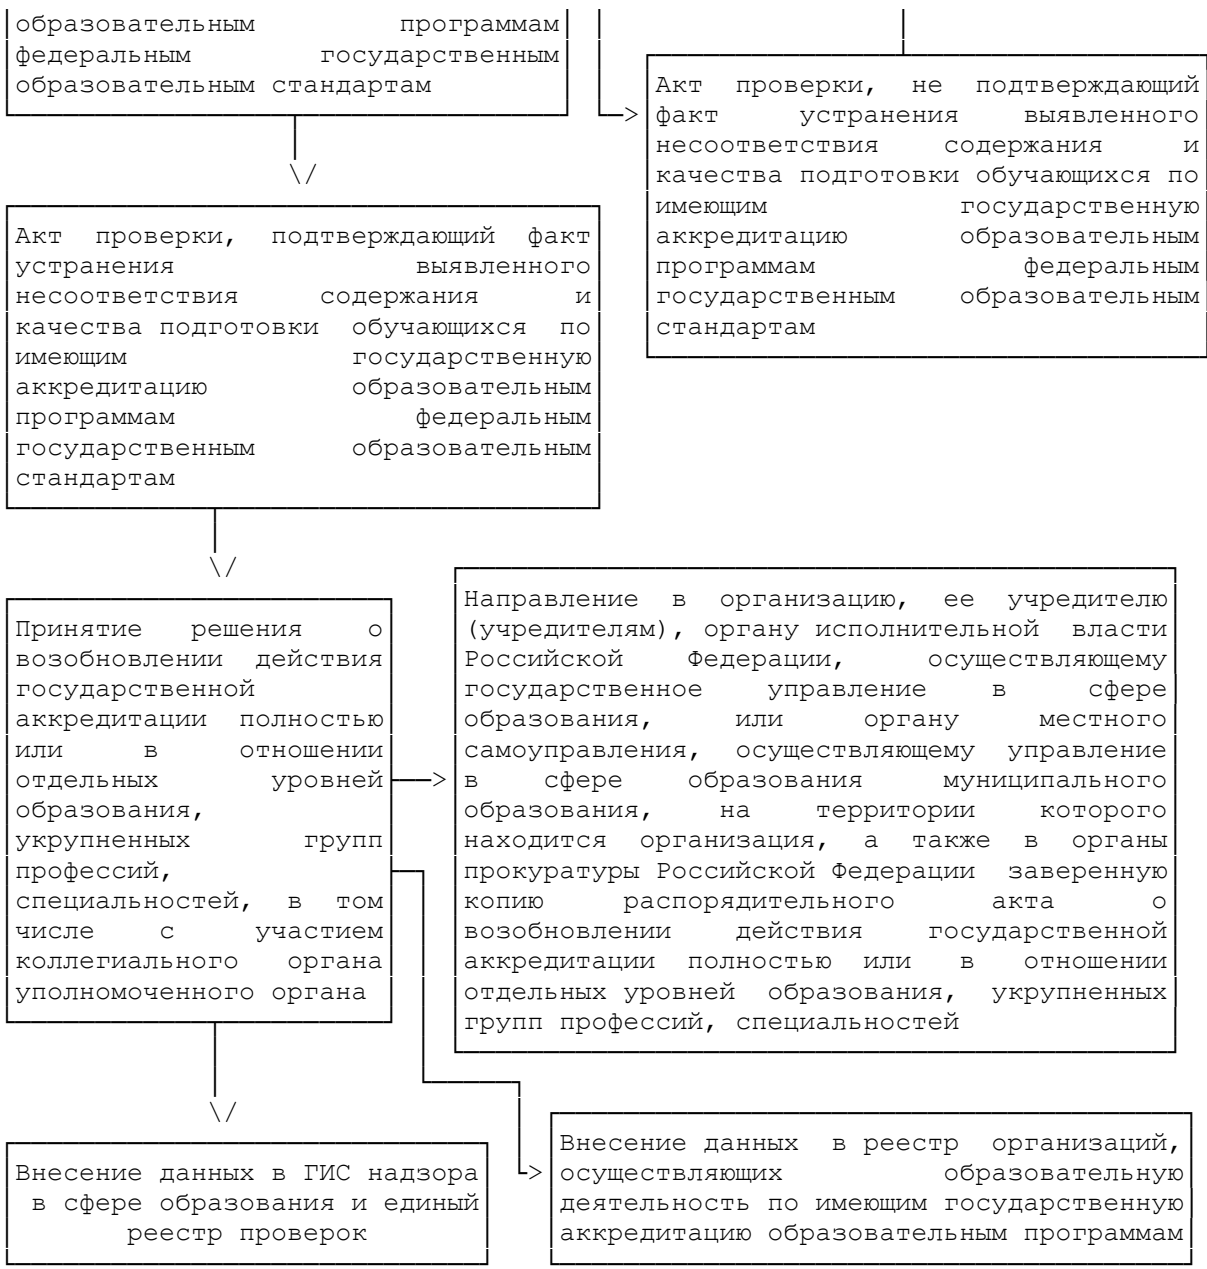 образовательным программам
федеральным государственным
образовательным стандартам
Акт проверки, не подтверждающий
факт устранения выявленного
несоответствия содержания и
качества подготовки обучающихся по
имеющим государственную
аккредитацию образовательным
программам федеральным
государственным образовательным
стандартам
Акт проверки, подтверждающий факт
устранения выявленного
несоответствия содержания и
качества подготовки обучающихся по
имеющим государственную
аккредитацию образовательным
программам федеральным
государственным образовательным
стандартам
Принятие решения о
возобновлении действия
государственной
аккредитации полностью
или в отношении
отдельных уровней
образования,
укрупненных групп
профессий,
специальностей, в том
числе с участием
коллегиального органа
уполномоченного органа
Направление в организацию, ее учредителю
(учредителям), органу исполнительной власти
Российской Федерации, осуществляющему
государственное управление в сфере
образования, или органу местного
самоуправления, осуществляющему управление
в сфере образования муниципального
образования, на территории которого
находится организация, а также в органы
прокуратуры Российской Федерации заверенную
копию распорядительного акта о
возобновлении действия государственной
аккредитации полностью или в отношении
отдельных уровней образования, укрупненных
групп профессий, специальностей
Внесение данных в ГИС надзора
в сфере образования и единый
реестр проверок
Внесение данных в реестр организаций,
осуществляющих образовательную
деятельность по имеющим государственную
аккредитацию образовательным программам